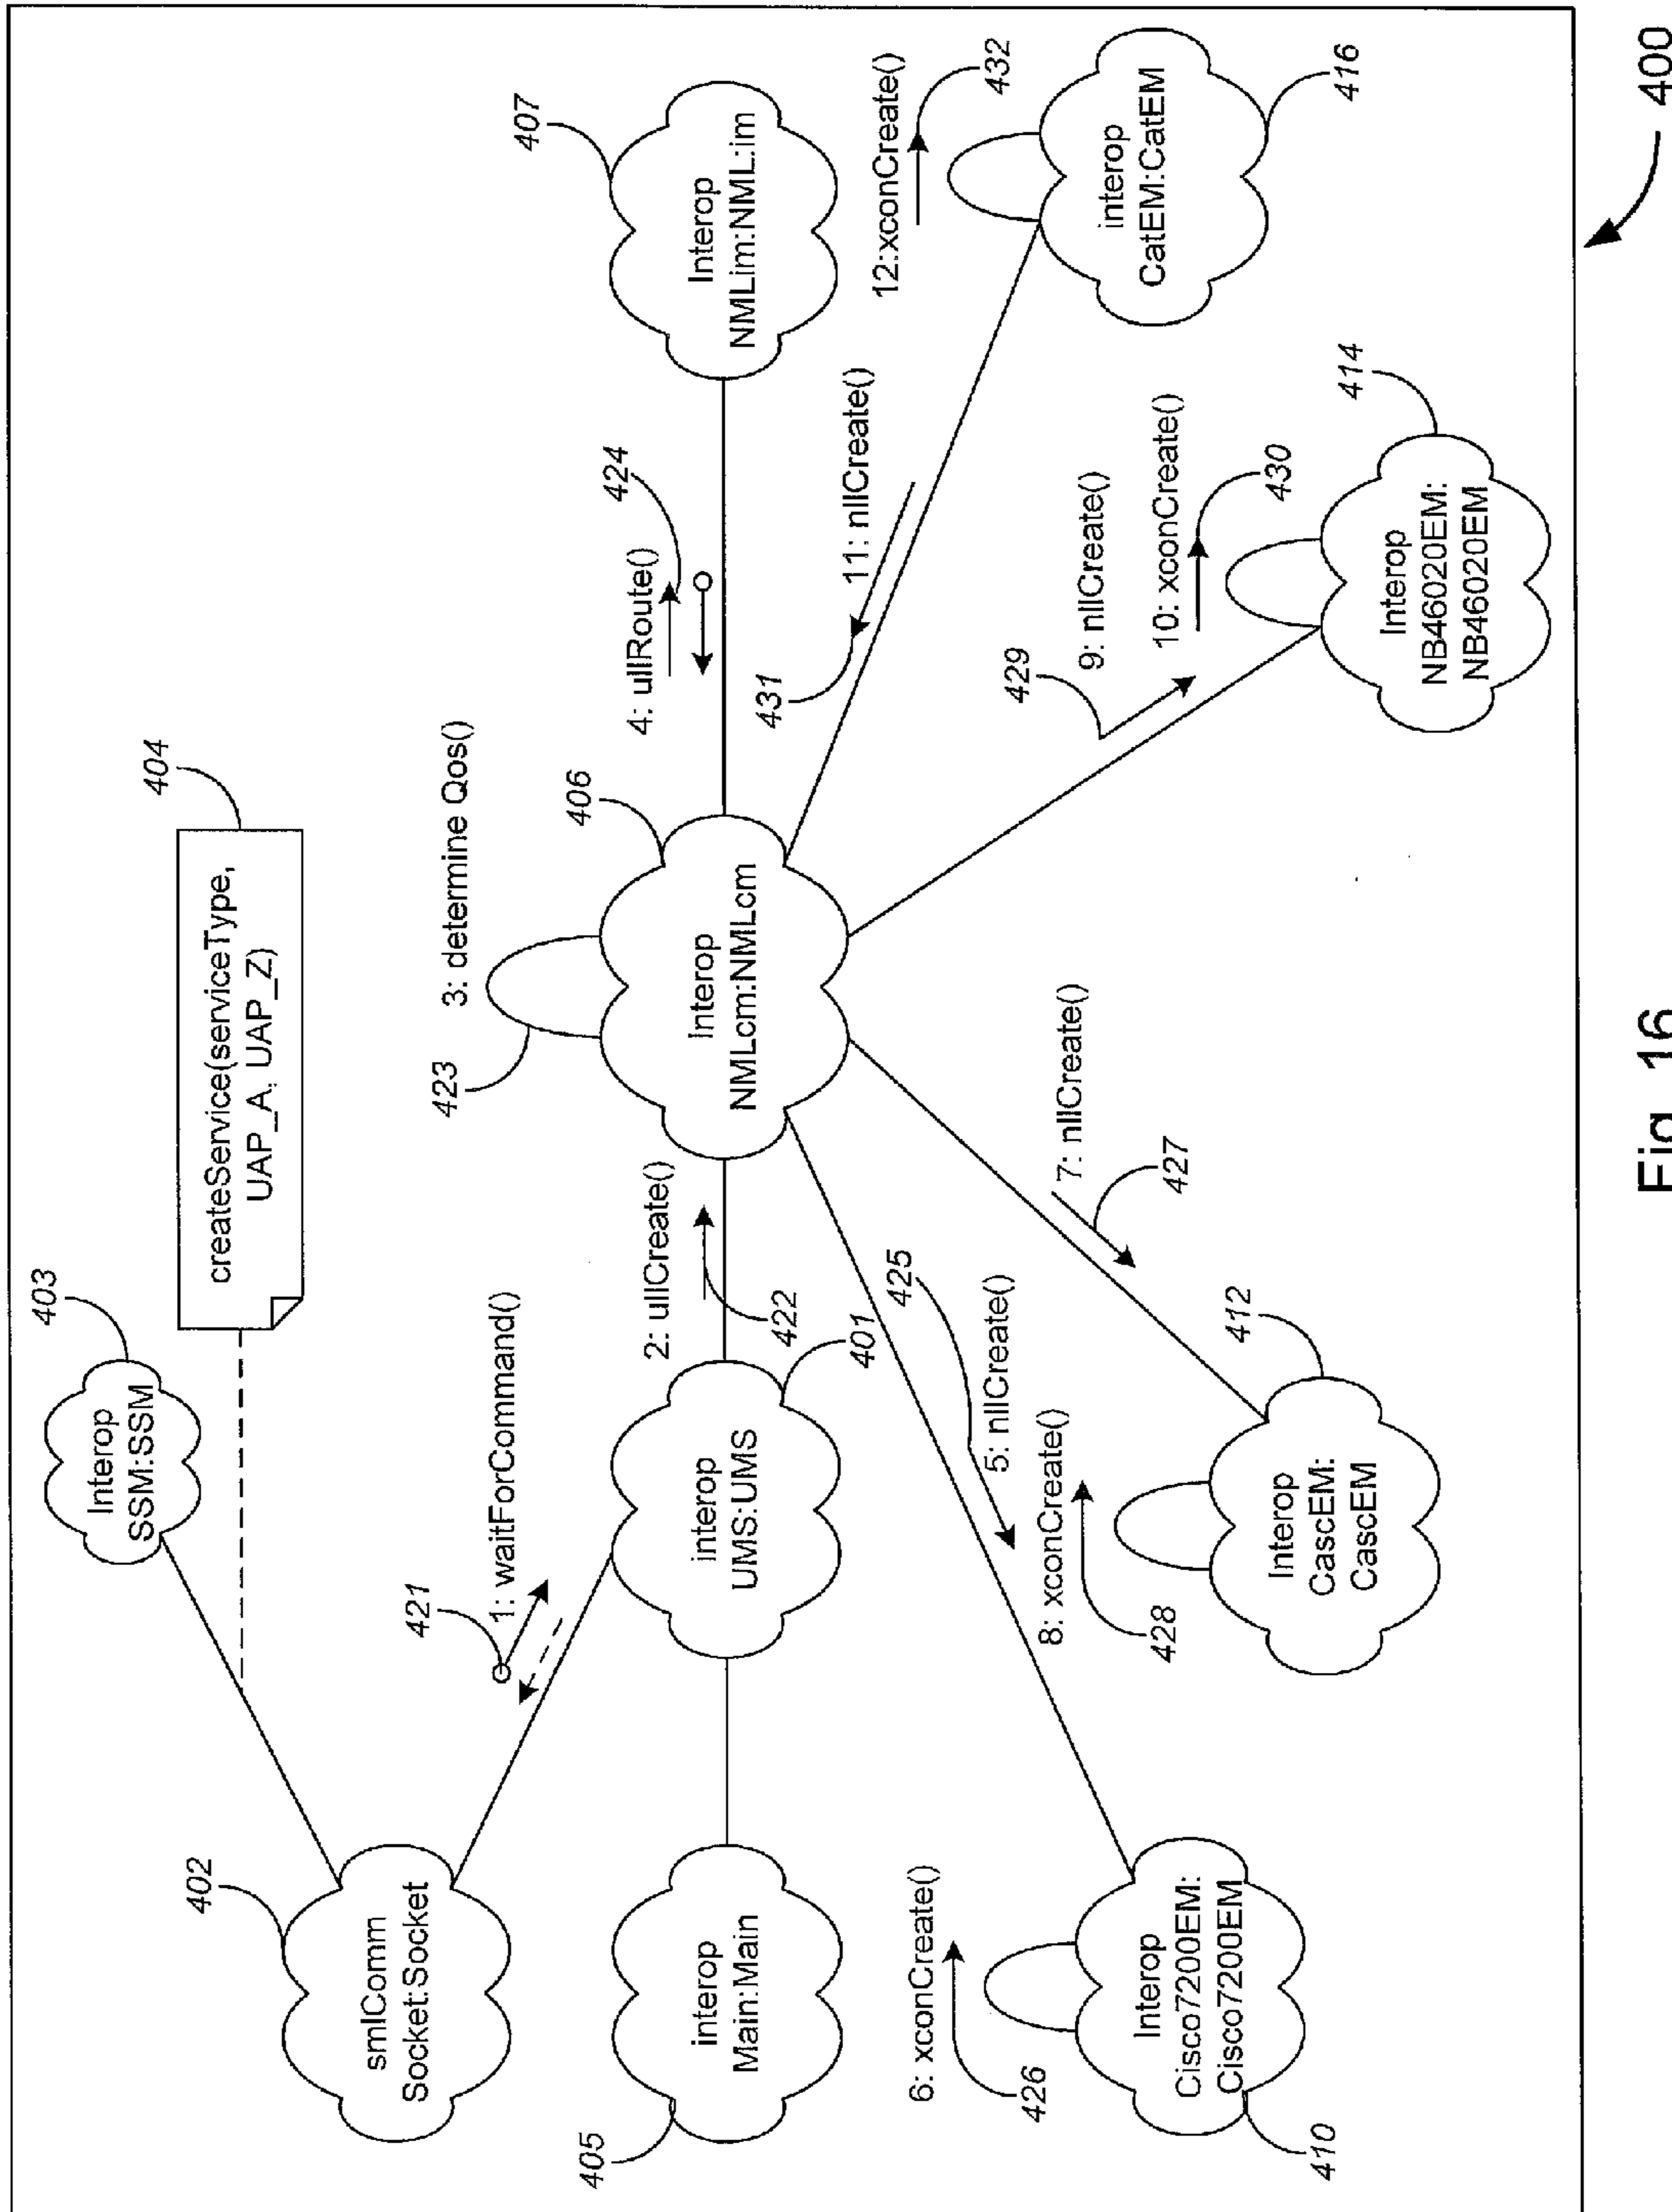 403
Interop
SSM:SSM
404
createService(serviceType,
UAP_A, UAP_Z)
402
smlComm
Socket:Socket
421
1: waitForCommand()
405
interop
Main:Main
interop
UMS:UMS
401
2: ullCreate()
422
3: determine Qos()
423
406
Interop
NMLcm:NMLcm
4: ullRoute()
424
407
Interop
NMLim:NML:im
425
5: nllCreate()
6: xconCreate()
426
Interop
Cisco7200EM:
Cisco7200EM
410
7: nllCreate()
427
8: xconCreate()
428
412
Interop
CascEM:
CascEM
429
9: nllCreate()
10: xconCreate()
430
414
Interop
NB46020EM:
NB46020EM
431
11: nllCreate()
12:xconCreate()
432
interop
CatEM:CatEM
416
400
Fig. 16